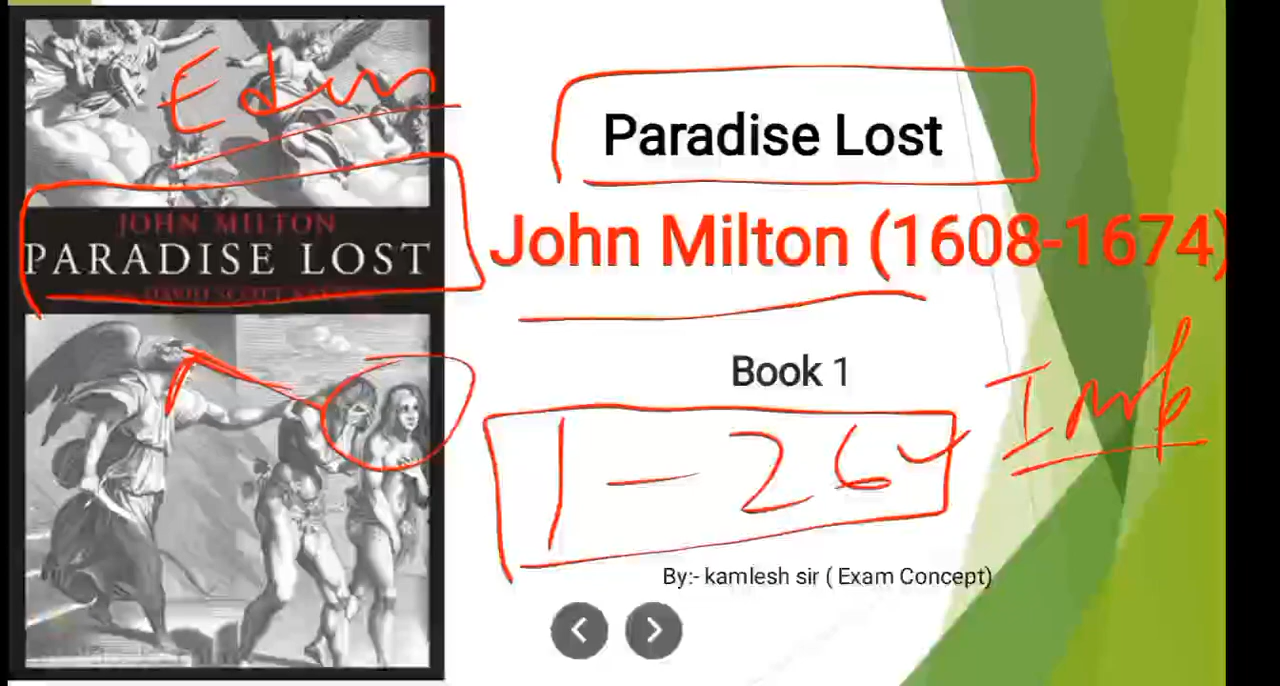 Eden
JOHN MILTON
PARADISE LOST
Paradise Lost
John Milton (1608-1674)
Book 1
1 - 264
By:- kamlesh sir ( Exam Concept)